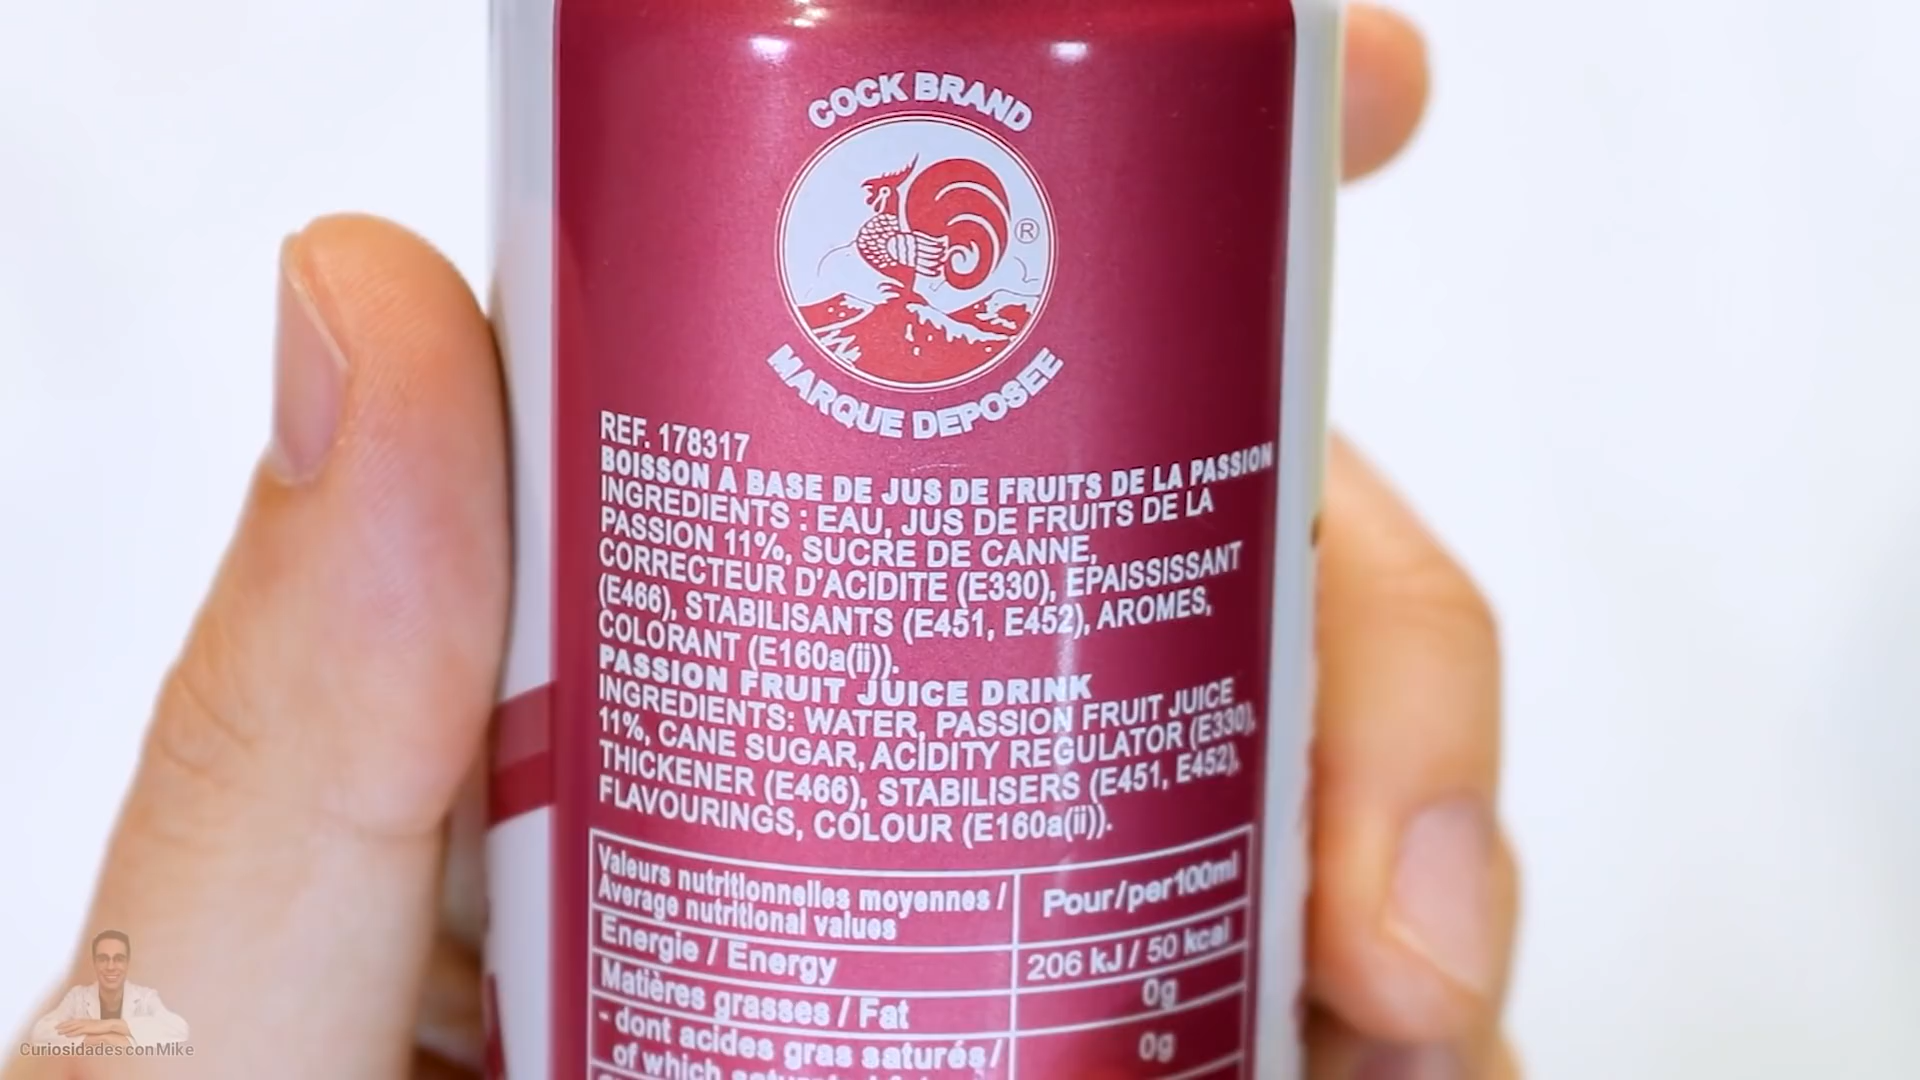 COCK BRAND
®
MARQUE DEPOSEE
REF. 178317
BOISSON A BASE DE JUS DE FRUITS DE LA PASSION
INGREDIENTS : EAU, JUS DE FRUITS DE LA
PASSION 11%, SUCRE DE CANNE,
CORRECTEUR D'ACIDITE (E330), EPAISSISSANT
(E466), STABILISANTS (E451, E452), AROMES,
COLORANT (E160a(ii)).
PASSION FRUIT JUICE DRINK
INGREDIENTS: WATER, PASSION FRUIT JUICE
11%, CANE SUGAR, ACIDITY REGULATOR (E330),
THICKENER (E466), STABILISERS (E451, E452),
FLAVOURINGS, COLOUR (E160a(ii)).
Valeurs nutritionnelles moyennes /
Average nutritional values
Pour/per100ml
Energie / Energy
206 kJ / 50 kcal
Matières grasses / Fat
0g
- dont acides gras saturés /
of which
0g
Curiosidades con Mike